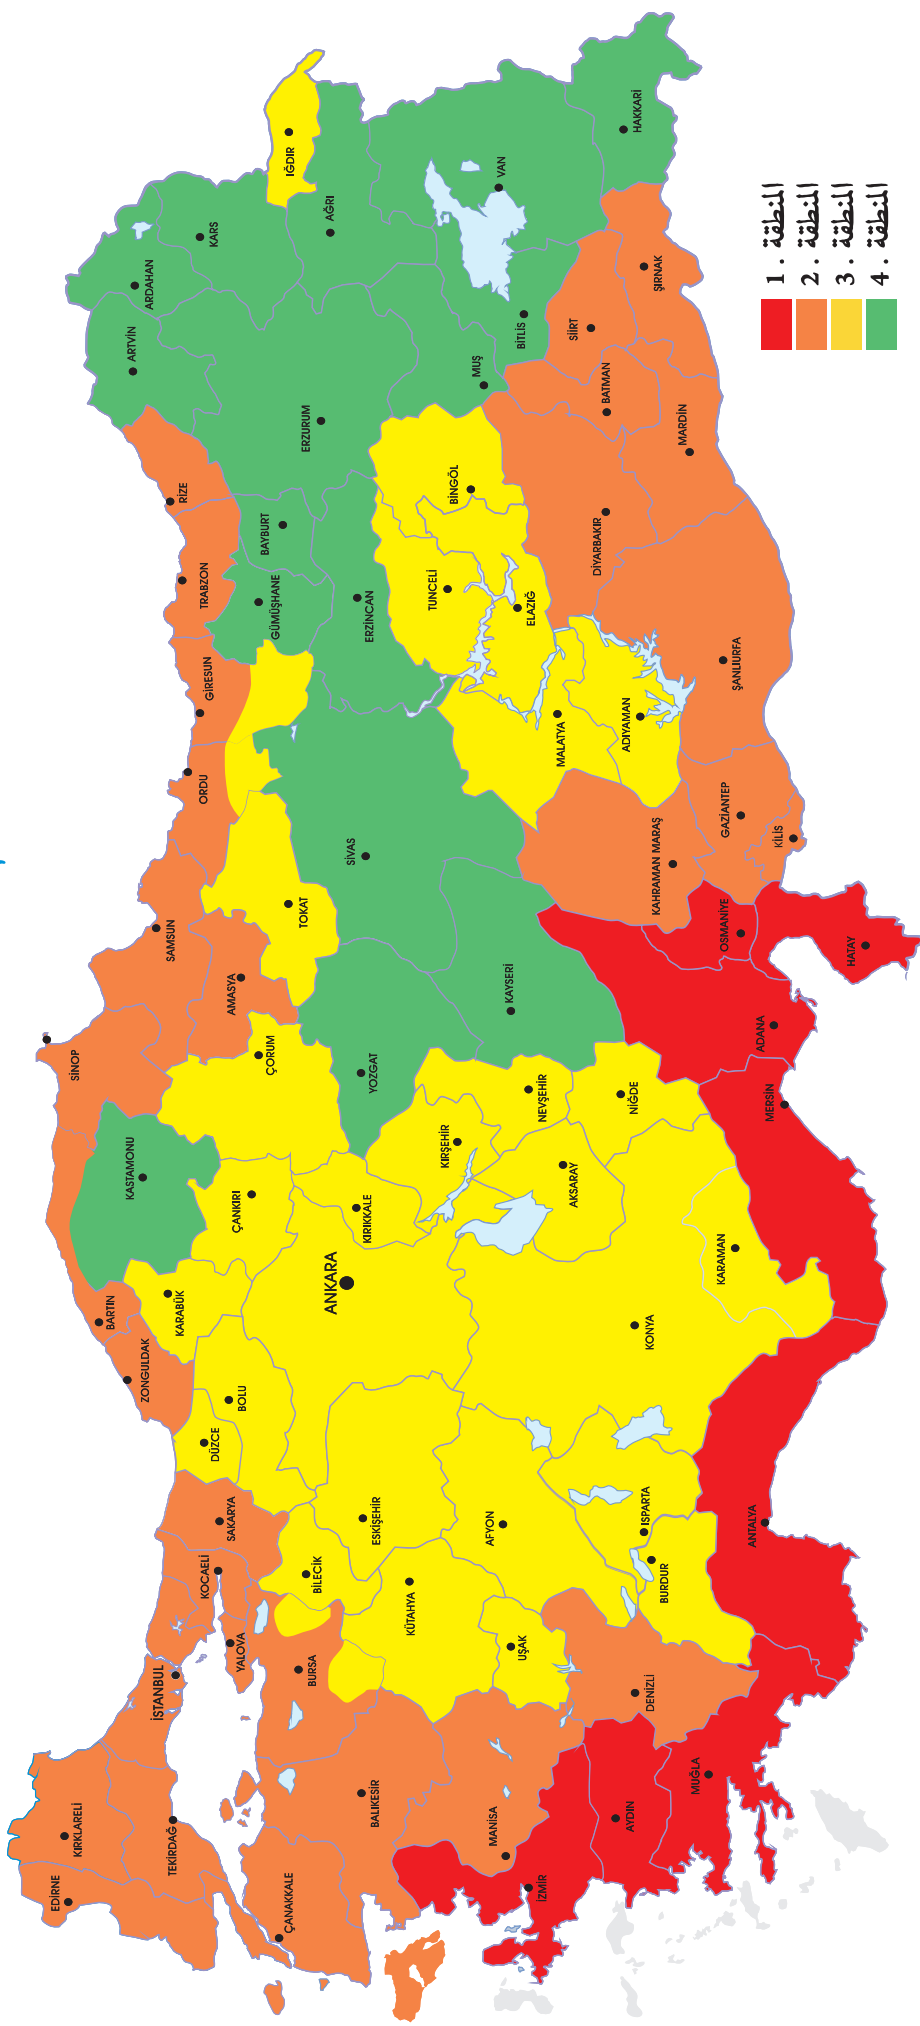 EDİRNE
KIRKLARELİ
TEKİRDAĞ
İSTANBUL
ÇANAKKALE
BALIKESİR
BURSA
YALOVA
KOCAELİ
SAKARYA
BİLECİK
DÜZCE
BOLU
ZONGULDAK
BARTIN
KARABÜK
KASTAMONU
SİNOP
ÇANKIRI
ÇORUM
SAMSUN
AMASYA
TOKAT
ORDU
GİRESUN
TRABZON
RİZE
ARTVİN
ARDAHAN
KARS
IĞDIR
AĞRI
ERZURUM
BAYBURT
GÜMÜŞHANE
ERZİNCAN
SİVAS
YOZGAT
KIRIKKALE
ANKARA
ESKİŞEHİR
KÜTAHYA
MANİSA
İZMİR
UŞAK
AFYON
AYDIN
DENİZLİ
MUĞLA
BURDUR
ISPARTA
ANTALYA
KONYA
KARAMAN
AKSARAY
KIRŞEHİR
NEVŞEHİR
NİĞDE
KAYSERİ
MERSİN
ADANA
OSMANİYE
HATAY
KAHRAMAN MARAŞ
GAZİANTEP
KİLİS
MALATYA
ADIYAMAN
ŞANLIURFA
ELAZIĞ
TUNCELİ
BİNGÖL
DİYARBAKIR
MUŞ
BİTLİS
VAN
BATMAN
MARDİN
SİİRT
ŞIRNAK
HAKKARİ
1 . المنطقة
2 . المنطقة
3 . المنطقة
4 . المنطقة